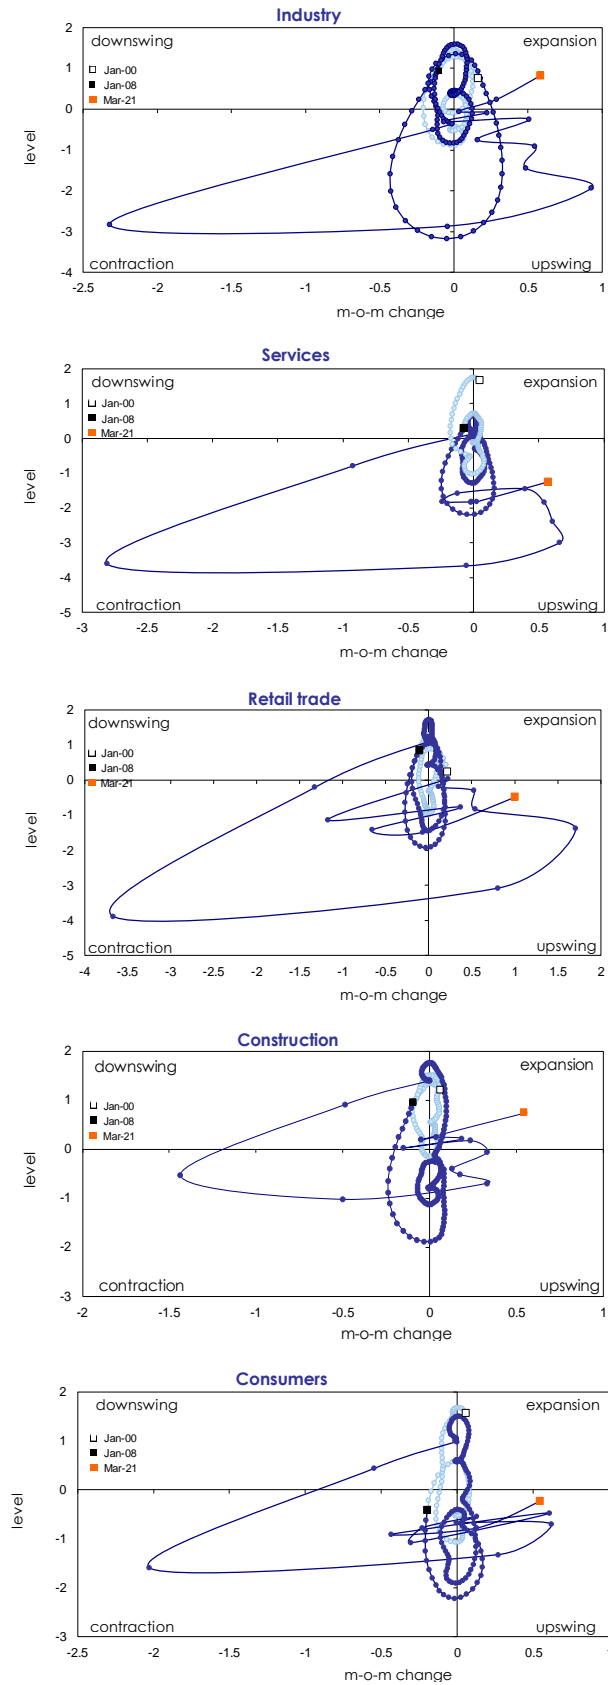 Industry
downswing
expansion
Jan-00
Jan-08
Mar-21
2
1
0
-1
-2
-3
-4
level
contraction
upswing
-2.5 -2 -1.5 -1 -0.5 0 0.5 1
m-o-m change
Services
downswing
expansion
Jan-00
Jan-08
Mar-21
2
1
0
-1
-2
-3
-4
-5
level
contraction
upswing
-3 -2.5 -2 -1.5 -1 -0.5 0 0.5 1
m-o-m change
Retail trade
downswing
expansion
Jan-00
Jan-08
Mar-21
2
1
0
-1
-2
-3
-4
-5
level
contraction
upswing
-4 -3.5 -3 -2.5 -2 -1.5 -1 -0.5 0 0.5 1 1.5 2
m-o-m change
Construction
downswing
expansion
Jan-00
Jan-08
Mar-21
2
1
0
-1
-2
-3
level
contraction
upswing
-2 -1.5 -1 -0.5 0 0.5 1
m-o-m change
Consumers
downswing
expansion
Jan-00
Jan-08
Mar-21
2
1
0
-1
-2
-3
level
contraction
upswing
-2.5 -2 -1.5 -1 -0.5 0 0.5 1
m-o-m change